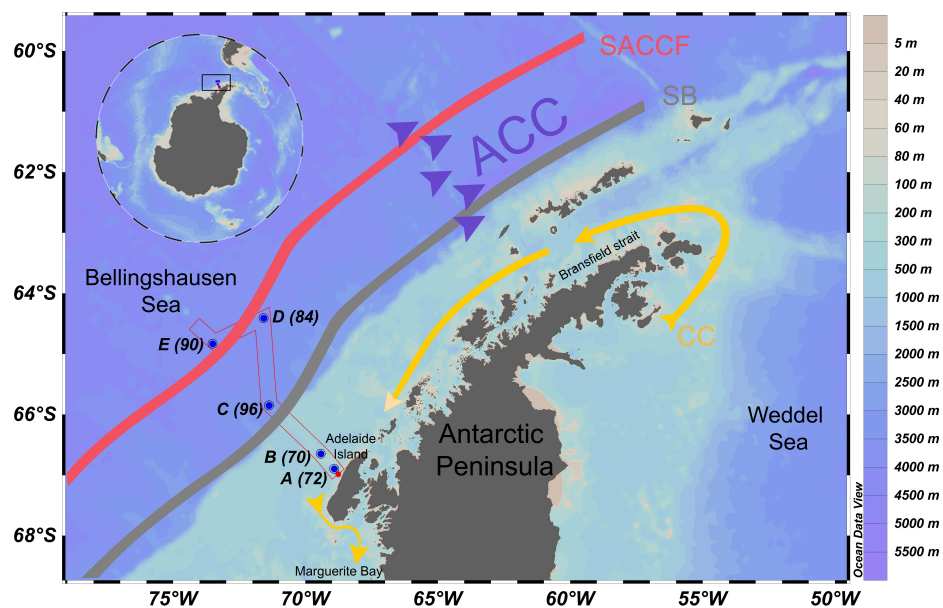 60°S
62°S
64°S
66°S
68°S
SACCF
SB
ACC
Bransfield strait
Bellingshausen
Sea
CC
D (84)
E (90)
C (96)
B (70)
A (72)
Adelaide
Island
Antarctic
Peninsula
Weddel
Sea
Marguerite Bay
75°W
70°W
65°W
60°W
55°W
50°W
Ocean Data View
5 m
20 m
40 m
60 m
80 m
100 m
200 m
300 m
500 m
1000 m
1500 m
2000 m
2500 m
3000 m
3500 m
4000 m
4500 m
5000 m
5500 m